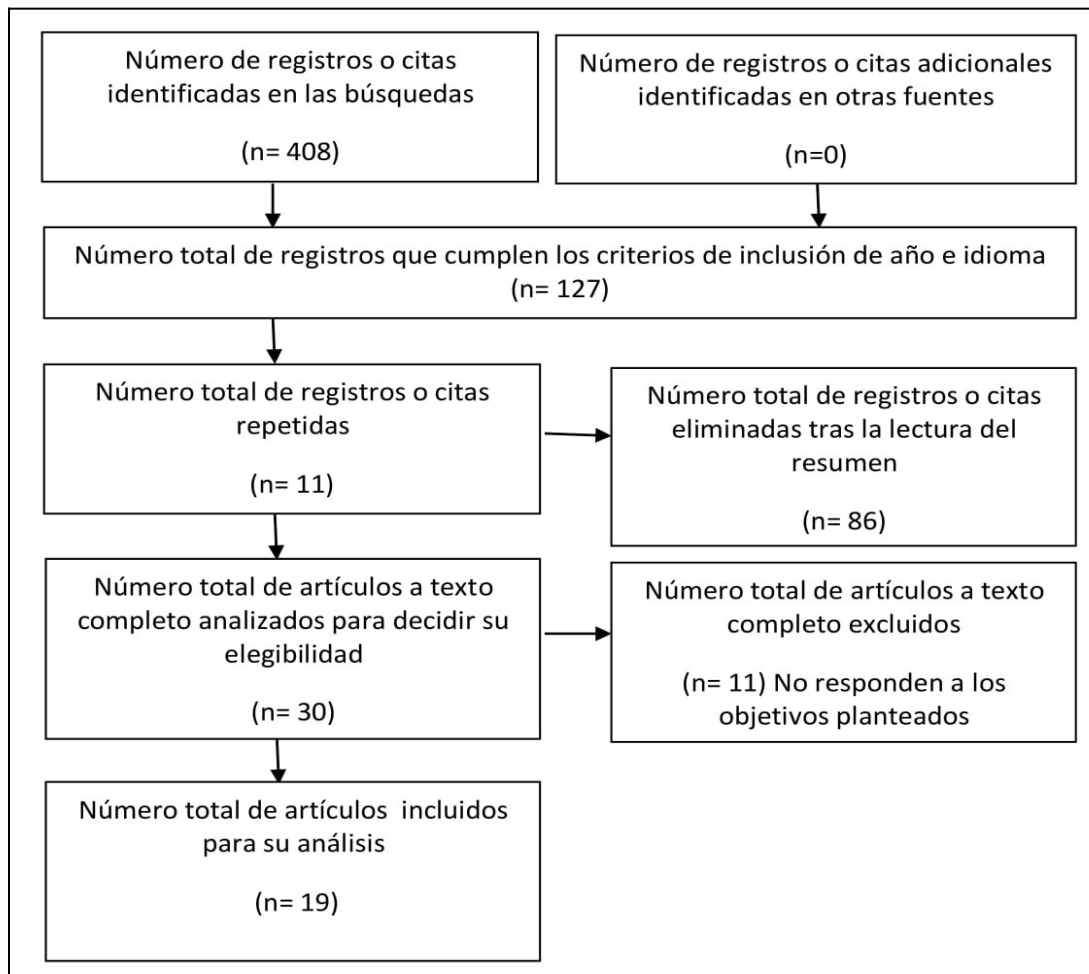 Número de registros o citas
identificadas en las búsquedas
(n= 408)
Número de registros o citas adicionales
identificadas en otras fuentes
(n=0)
Número total de registros que cumplen los criterios de inclusión de año e idioma
(n= 127)
Número total de registros o citas
repetidas
(n= 11)
Número total de registros o citas
eliminadas tras la lectura del
resumen
(n= 86)
Número total de artículos a texto
completo analizados para decidir su
elegibilidad
(n= 30)
Número total de artículos a texto
completo excluidos
(n= 11) No responden a los
objetivos planteados
Número total de artículos incluidos
para su análisis
(n= 19)